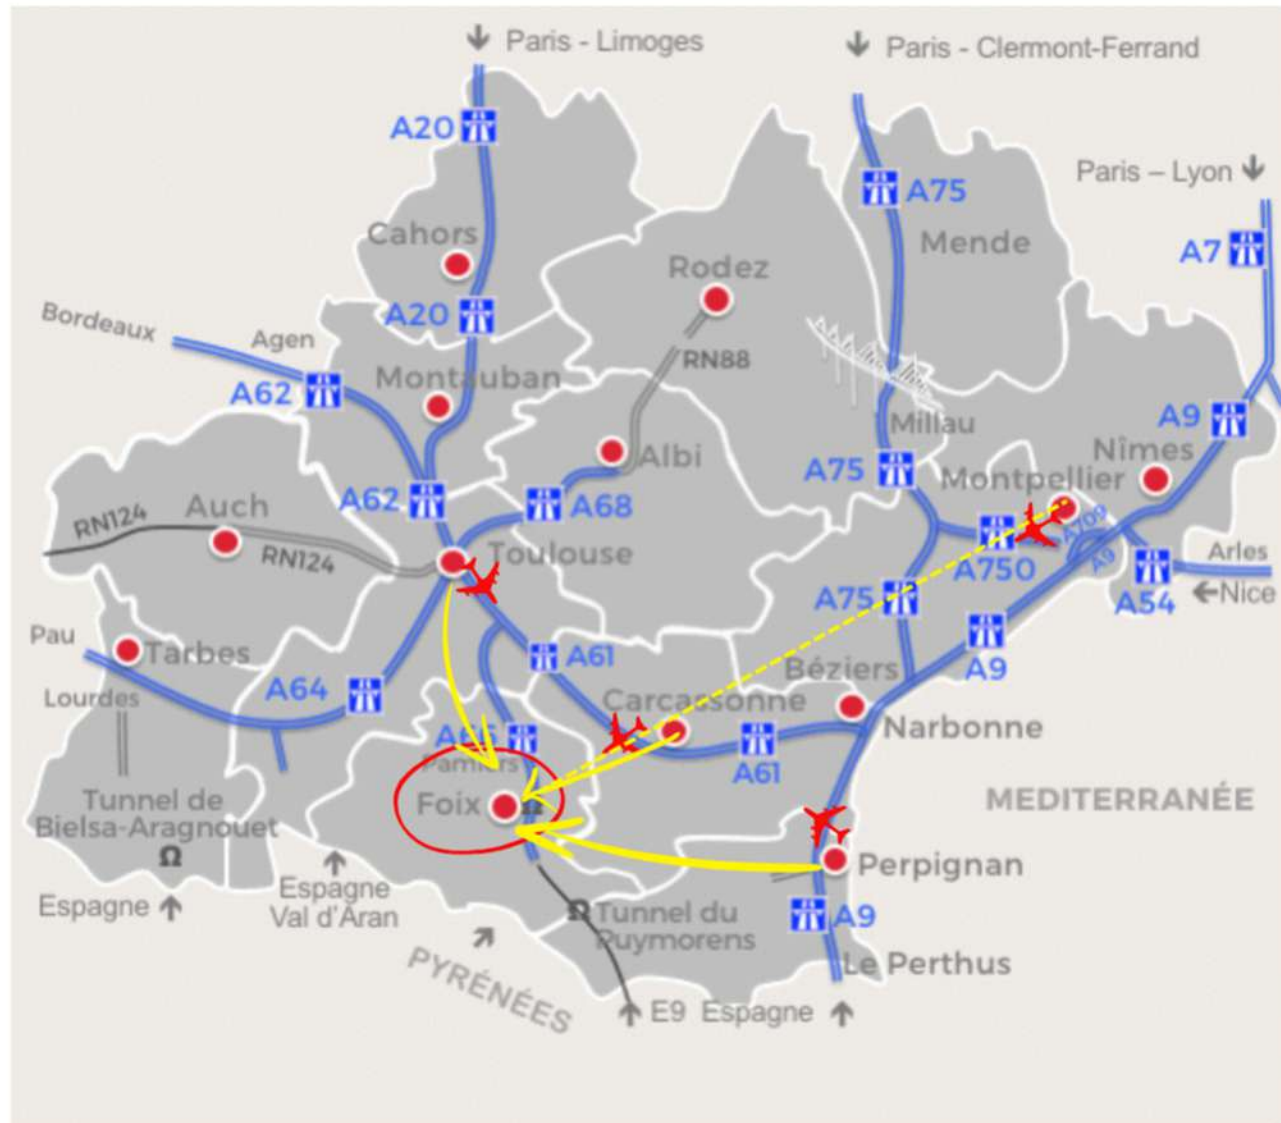 Paris - Limoges
Paris - Clermont-Ferrand
A20
Paris – Lyon
A75
A7
Cahors
Mende
Rodez
A20
Bordeaux
Agen
RN88
Montauban
A62
Millau
A9
Nîmes
Albi
A75
Montpellier
A62
A68
Auch
RN124
RN124
A709
Toulouse
A9
Arles
A750
A54
Nice
A75
Pau
Tarbes
A61
A9
Béziers
Lourdes
A64
Carcassonne
Narbonne
A66
Pamiers
A61
Foix
MEDITERRANÉE
Tunnel de
Bielsa-Aragnouet
Perpignan
Espagne
Val d'Aran
Espagne
Tunnel du
Puymorens
A9
PYRÉNÉES
Le Perthus
E9 Espagne